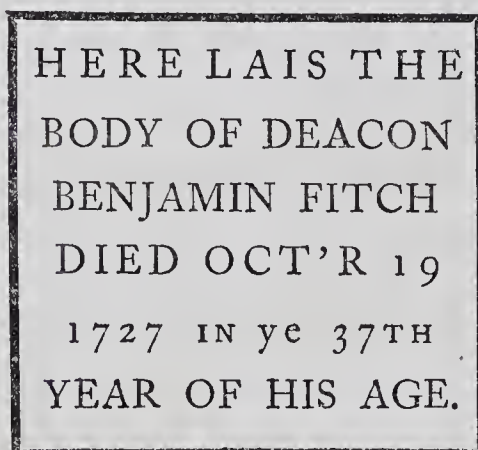 HERE LAIS THE
BODY OF DEACON
BENJAMIN FITCH
DIED OCT'R 19
1727 IN ye 37TH
YEAR OF HIS AGE.